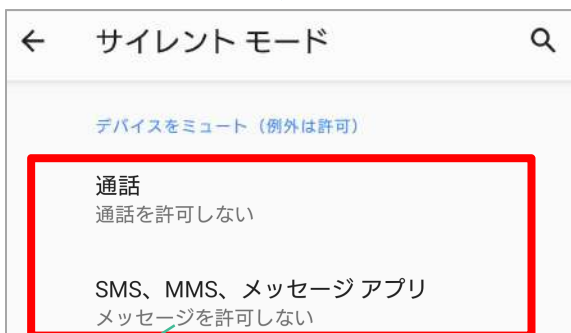 サイレント モード
デバイスをミュート（例外は許可）
通話
通話を許可しない
SMS、MMS、メッセージ アプリ
メッセージを許可しない